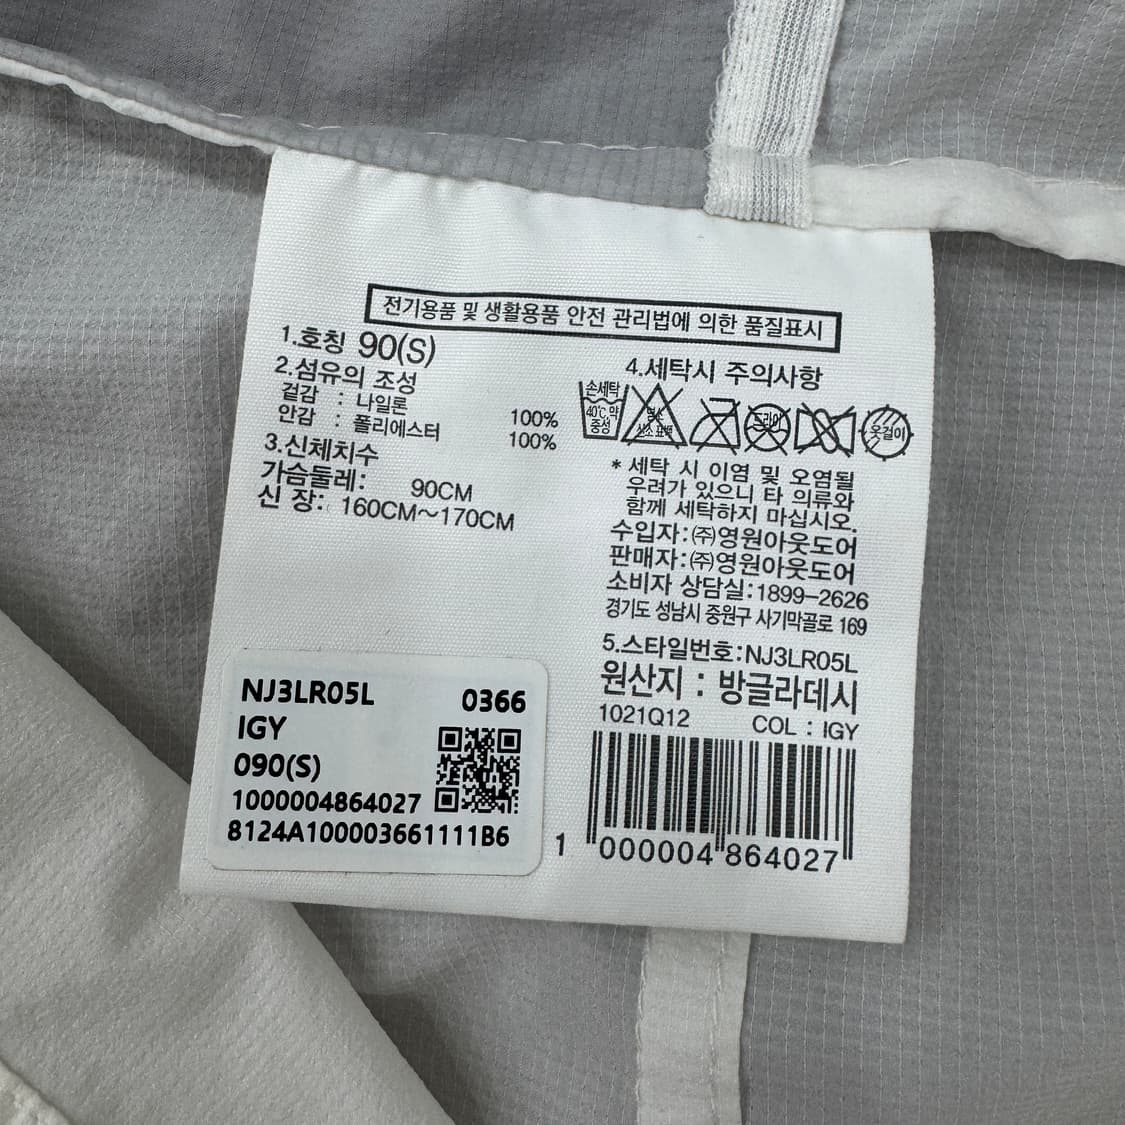 전기용품 및 생활용품 안전 관리법에 의한 품질표시
1.호칭 90(S)
2.섬유의 조성
겉감 : 나일론 100%
안감 : 폴리에스터 100%
3.신체치수
가슴둘레: 90CM
신 장: 160CM~170CM
4.세탁시 주의사항
손세탁
40℃,약
중성
염소
산소 표백
드라이
옷걸이
* 세탁 시 이염 및 오염될
우려가 있으니 타 의류와
함께 세탁하지 마십시오.
수입자:㈜영원아웃도어
판매자:㈜영원아웃도어
소비자 상담실:1899-2626
경기도 성남시 중원구 사기막골로 169
5.스타일번호:NJ3LR05L
원산지 : 방글라데시
1021Q12 COL : IGY
1 000004 864027
NJ3LR05L 0366
IGY
090(S)
1000004864027
8124A100003661111B6